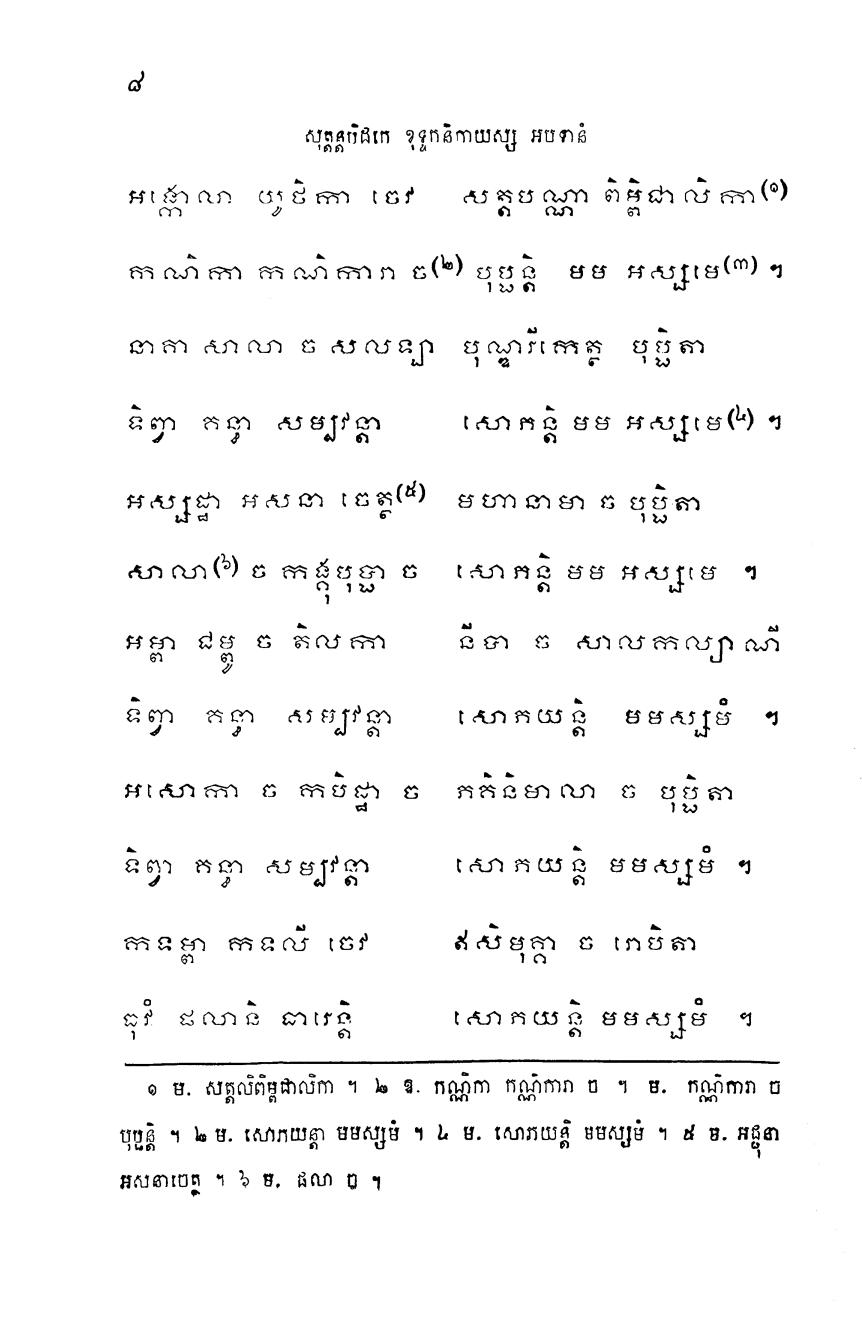 ៨
សុត្តន្តបិដកេ ខុទ្ទកនិកាយស្ស អបទានំ
អង្កោលា យូថិកា ចេវ សត្តបណ្ណា ពិម្ពិជាលិកា(១)
កណិកា កណិការា ច(២) បុប្ផន្តិ មម អស្សមេ(៣) ។
នាគា សាលា ច សលឡា បុណ្ឌរីកេត្ថ បុប្ផិតា
ទិព្វា គន្ធា សម្បវន្តា សោភន្តិ មម អស្សមេ(៤) ។
អស្សដ្ឋា អសនា ចេត្ថ(៥) មហានាមា ច បុប្ផិតា
សាលា(៦) ច កង្គុបុប្ផា ច សោភន្តិ មម អស្សមេ ។
អម្ពា ជម្ពូ ច តិលកា នីបា ច សាលកល្យាណី
ទិព្វា គន្ធា សម្បវន្តា សោភយន្តិ មមស្សមំ ។
អសោកា ច កបិដ្ឋា ច ភគិនិមាលា ច បុប្ផិតា
ទិព្វា គន្ធា សម្បវន្តា សោភយន្តិ មមស្សមំ ។
កទម្ពា កទលី ចេវ ឥសិមុគ្គា ច រោបិតា
ធុវំ ផលានិ ធារេន្តិ សោភយន្តិ មមស្សមំ ។
១ ម. សត្តលិពិម្ពជាលិកា ។ ២ ឱ. កណ្ណិកា កណ្ណិការា ច ។ ម. កណ្ណិការា ច
បុប្ផន្តិ ។ ២ ម. សោភយន្តា មមស្សមំ ។ ៤ ម. សោភយន្តិ មមស្សមំ ។ ៥ ម. អជ្ជុនា
អសនាចេត្ថ ។ ៦ ម. ផលា ច ។